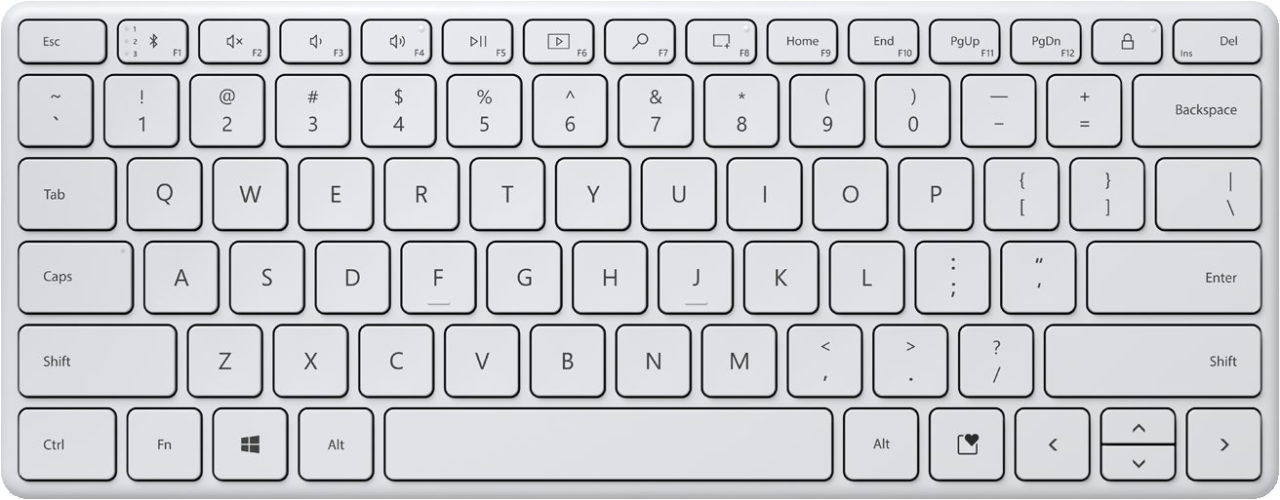 Esc 1 2 3 F1 F2 F3 F4 F5 F6 F7 F8 Home F9 End F10 PgUp F11 PgDn F12 Ins Del
~ ` ! 1 @ 2 # 3 $ 4 % 5 ^ 6 & 7 * 8 ( 9 ) 0 — - + = Backspace
Tab Q W E R T Y U I O P { [ } ] | \
Caps A S D F G H J K L : ; “ ‘ Enter
Shift Z X C V B N M < , > . ? / Shift
Ctrl Fn Alt Alt